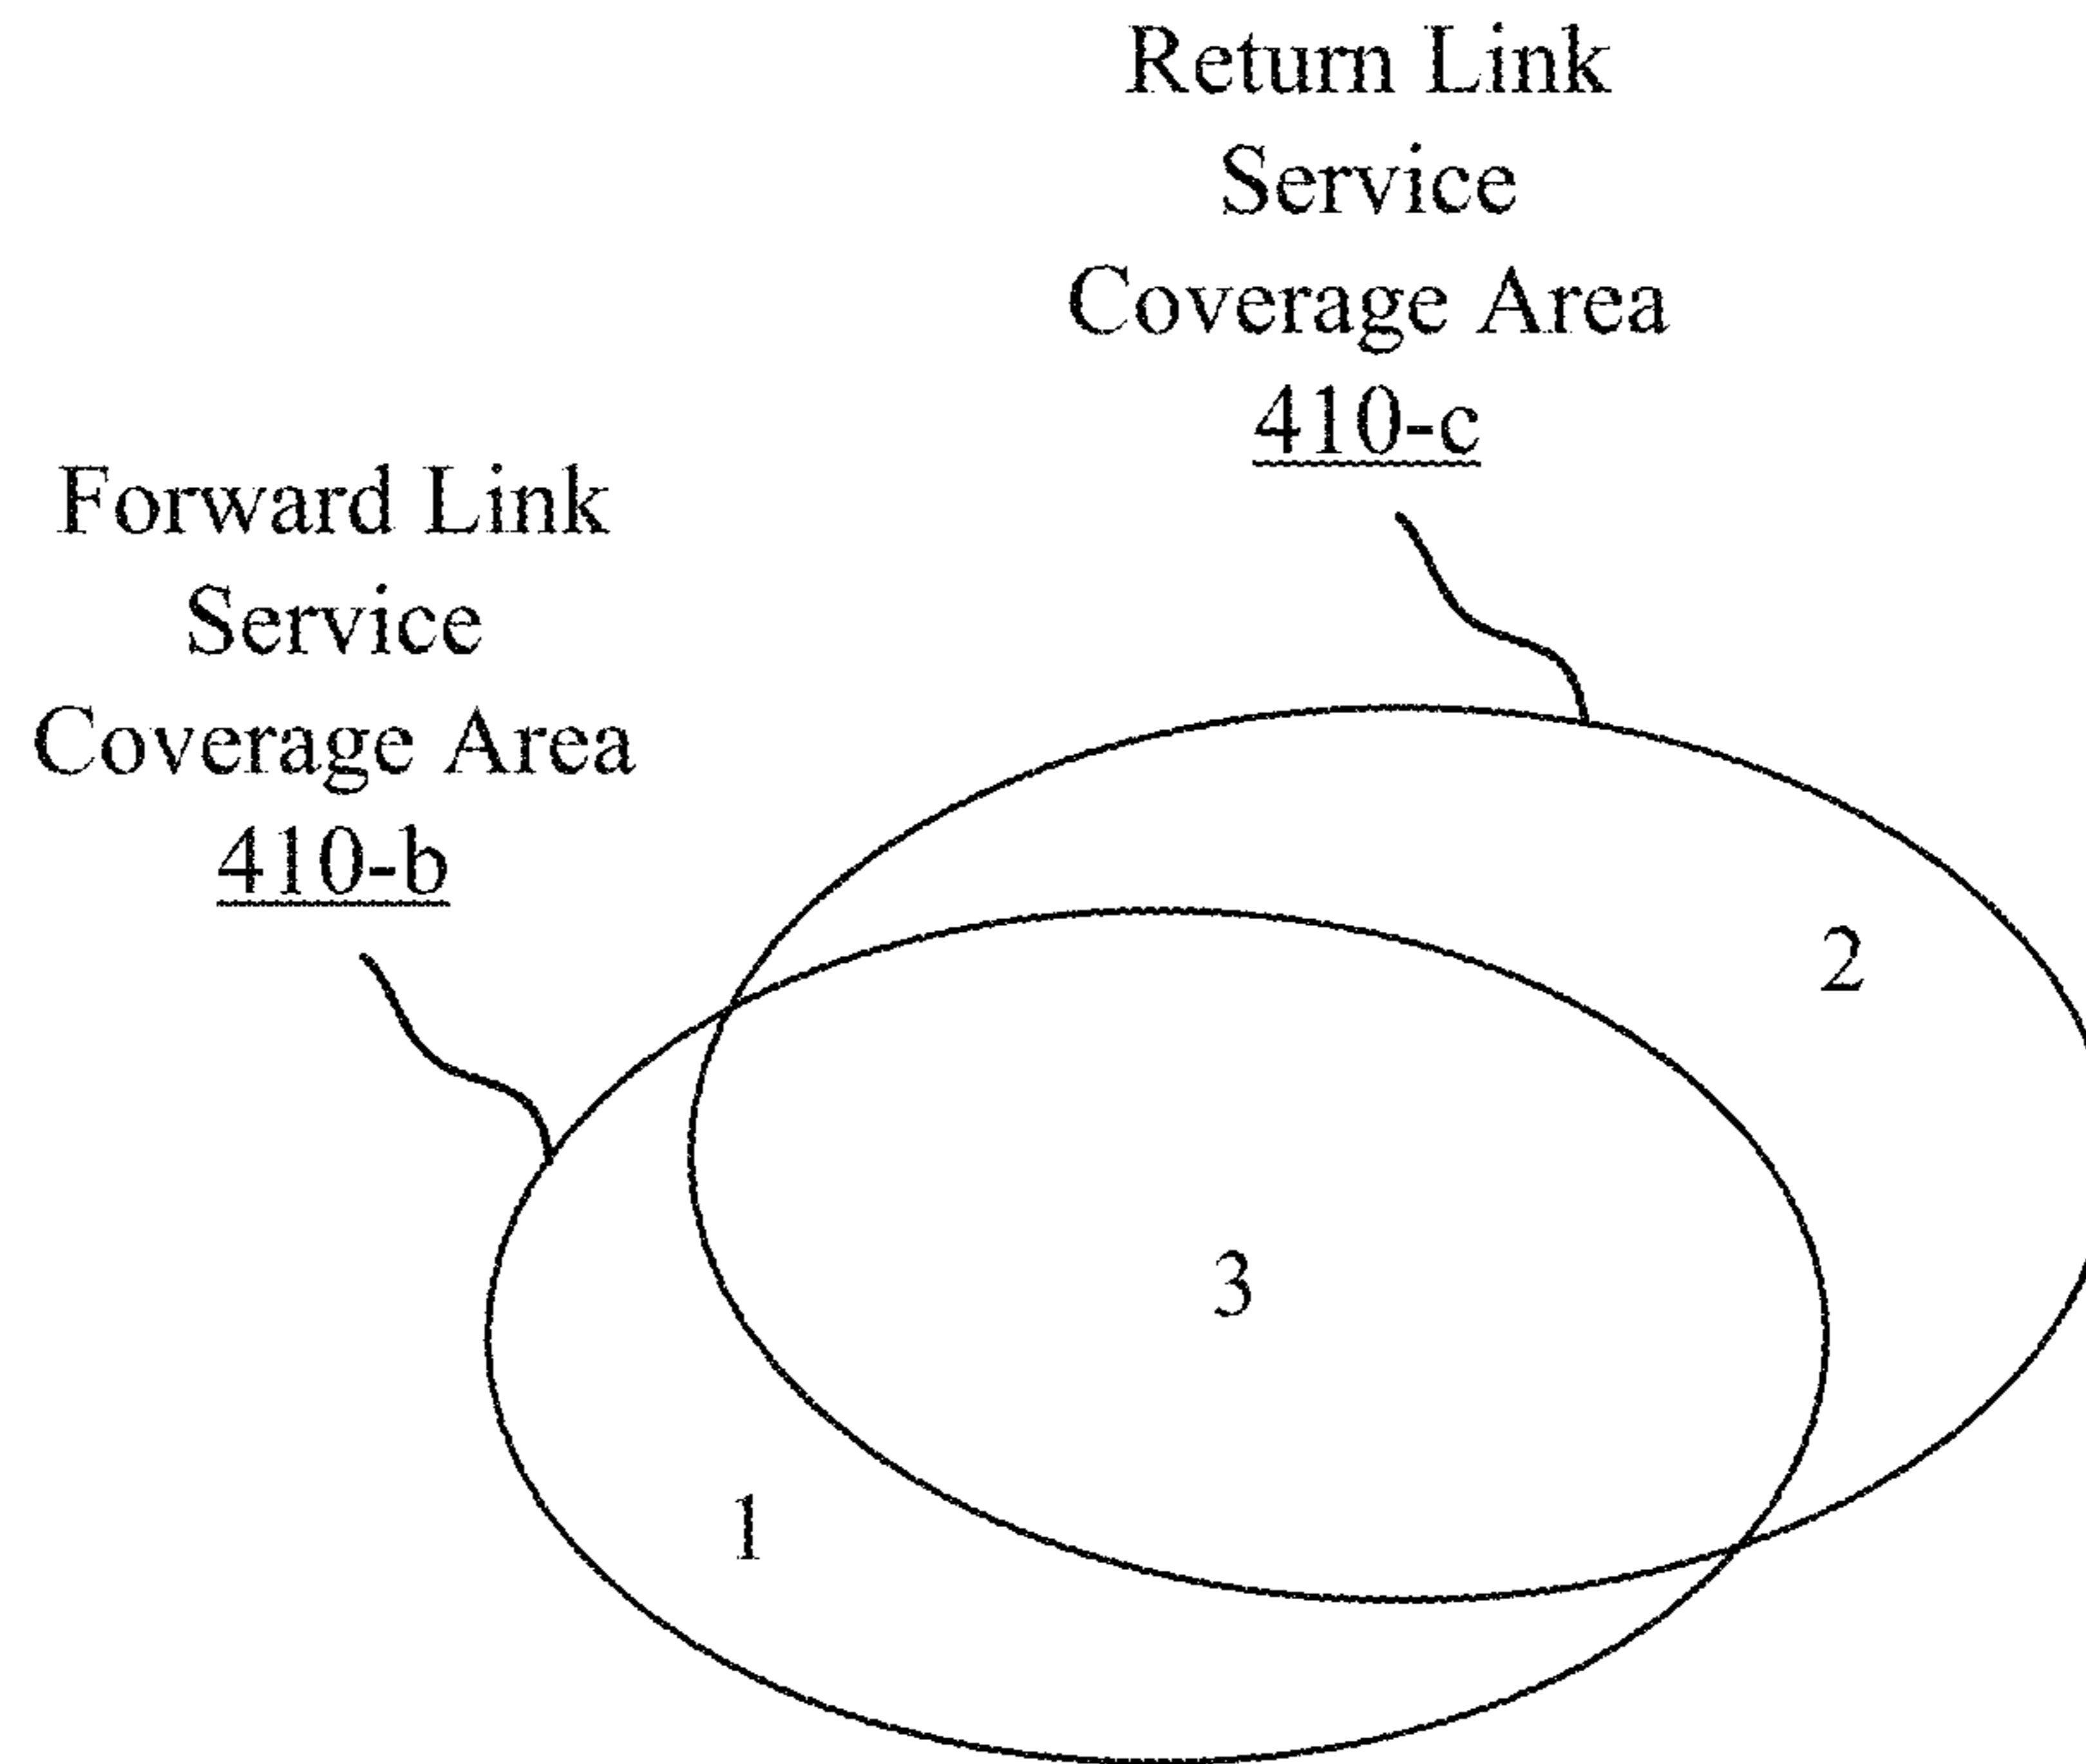 Return Link
Service
Coverage Area
410-c
Forward Link
Service
Coverage Area
410-b
2
3
1